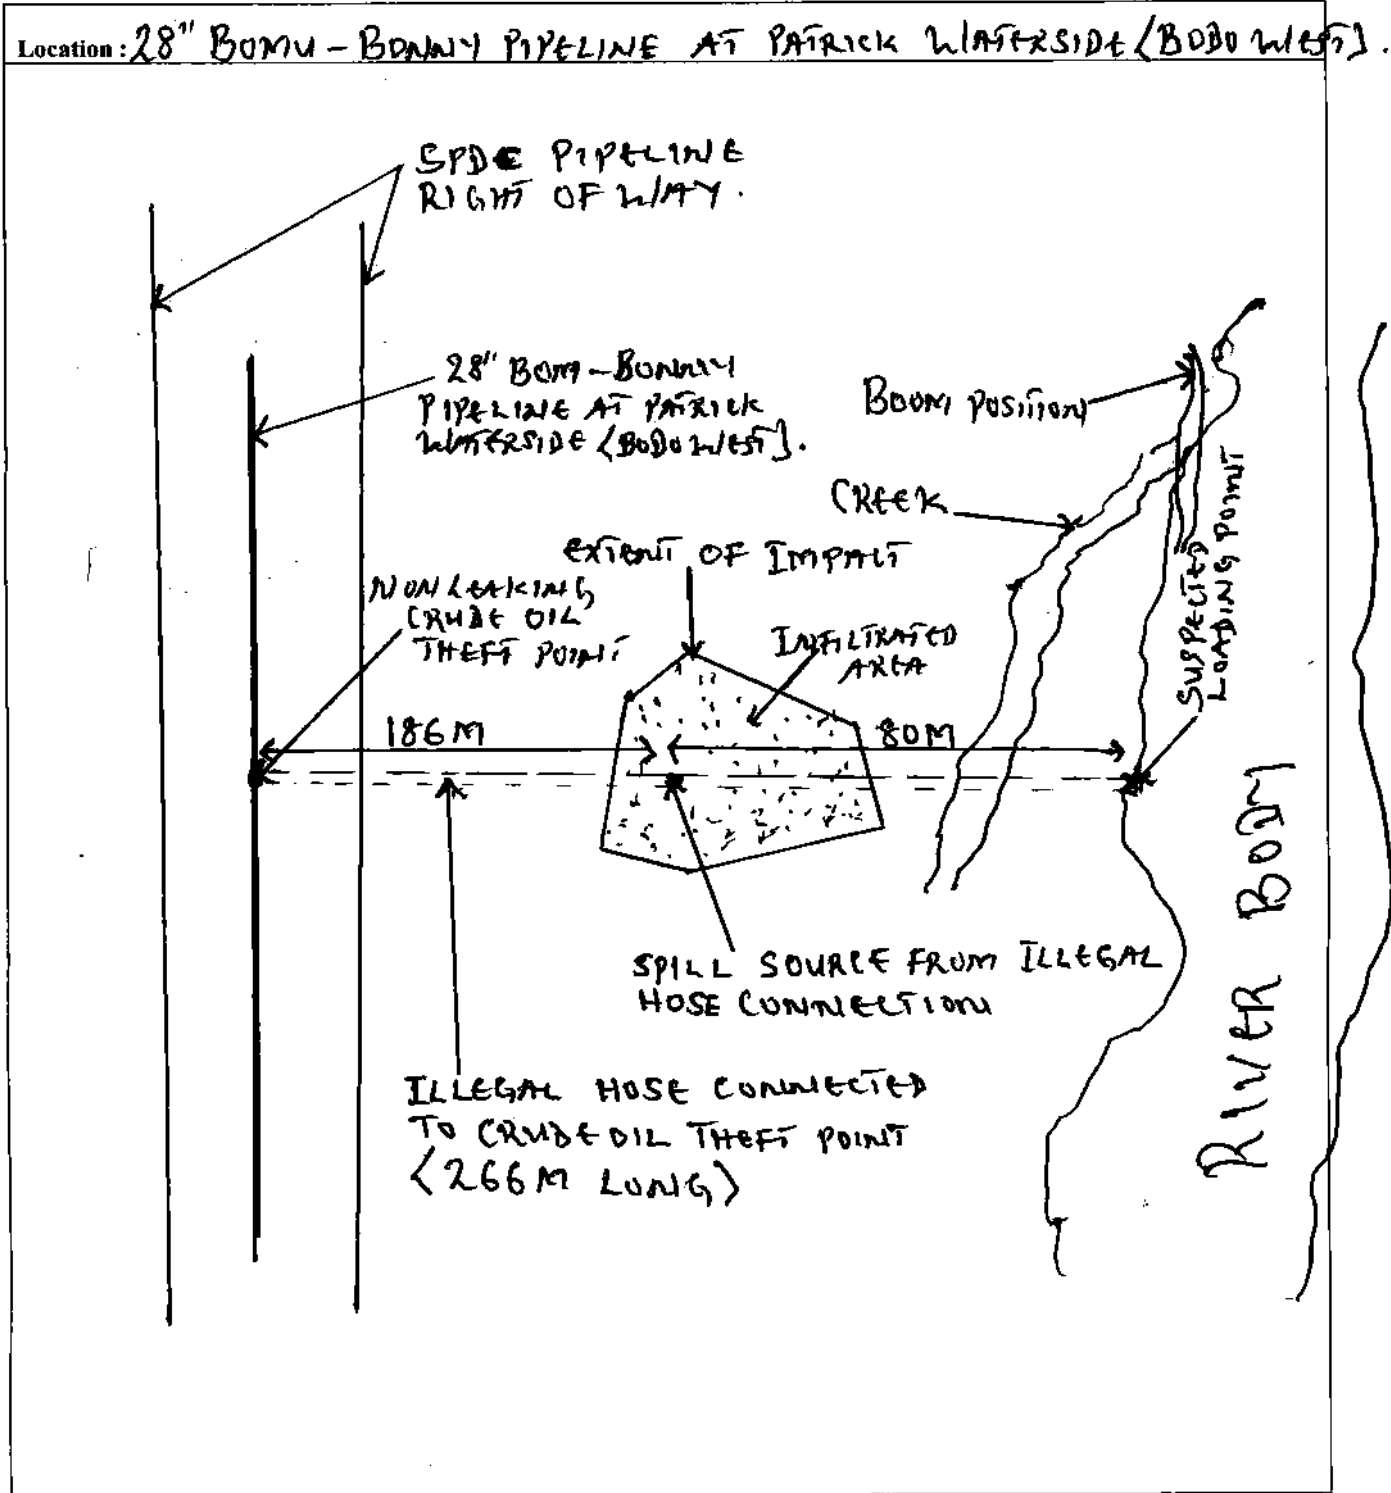 Location: 28" BOMU - BONNY PIPELINE AT PATRICK WATERSIDE (BODO WEST).
SPDC PIPELINE
RIGHT OF WAY.
28" BOM - BONNY
PIPELINE AT PATRICK
WATERSIDE (BODO WEST).
BOOM POSITION
CREEK
EXTENT OF IMPACT
NON LEAKING
CRUDE OIL
THEFT POINT
INFILTRATED
AREA
SUSPECTED
LOADING POINT
186M
80M
RIVER BODY
SPILL SOURCE FROM ILLEGAL
HOSE CONNECTION
ILLEGAL HOSE CONNECTED
TO CRUDE OIL THEFT POINT
(266M LONG)